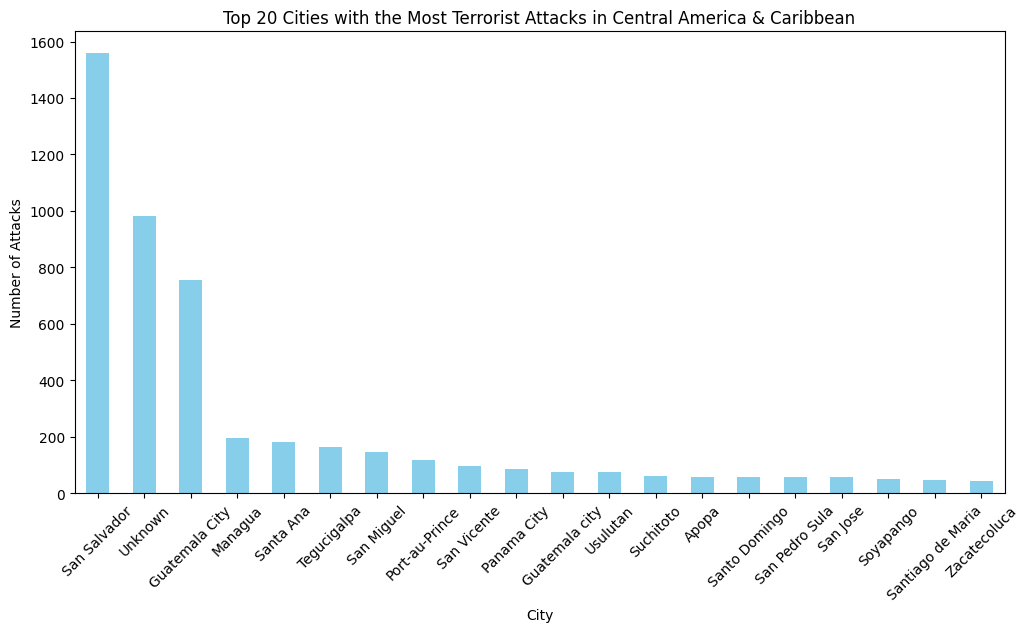 Top 20 Cities with the Most Terrorist Attacks in Central America & Caribbean
Number of Attacks
1600
1400
1200
1000
800
600
400
200
0
San Salvador
Unknown
Guatemala City
Managua
Santa Ana
Tegucigalpa
San Miguel
Port-au-Prince
San Vicente
Panama City
Guatemala city
Usulutan
Suchitoto
Apopa
Santo Domingo
San Pedro Sula
San Jose
Soyapango
Santiago de Maria
Zacatecoluca
City